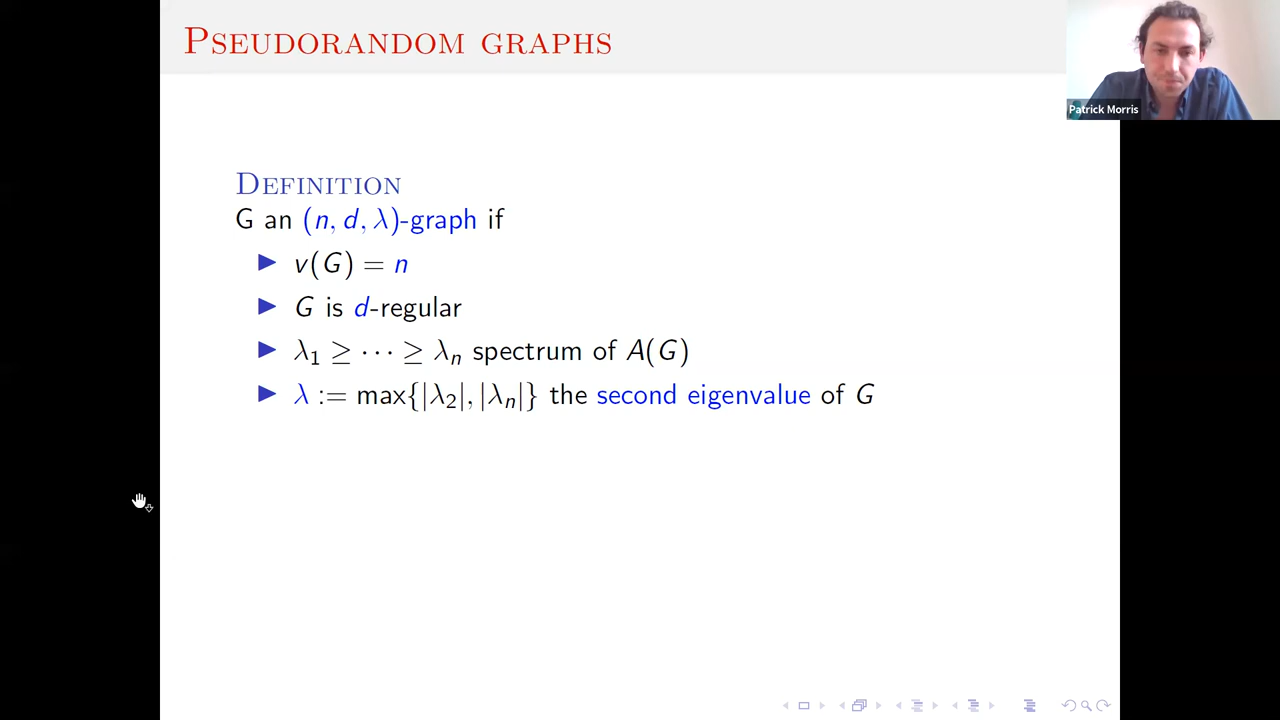 Pseudorandom graphs
Patrick Morris
Definition
G an (n, d, λ)-graph if
▶ v(G) = n
▶ G is d-regular
▶ λ₁ ≥ ··· ≥ λₙ spectrum of A(G)
▶ λ := max{|λ₂|, |λₙ|} the second eigenvalue of G